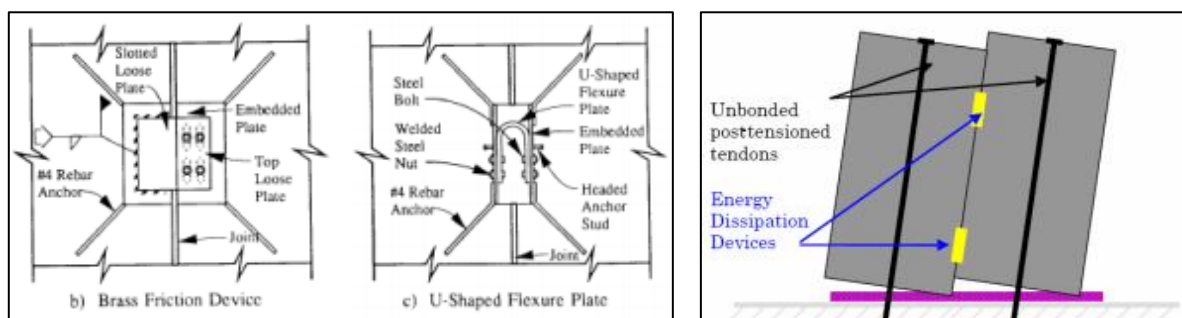 Slotted
Loose
Plate
Embedded
Plate
Top
Loose
Plate
#4 Rebar
Anchor
Joint
b) Brass Friction Device
Steel
Bolt
Welded
Steel
Nut
#4 Rebar
Anchor
U-Shaped
Flexure
Plate
Embedded
Plate
Headed
Anchor
Stud
Joint
c) U-Shaped Flexure Plate
Unbonded
posttensioned
tendons
Energy
Dissipation
Devices